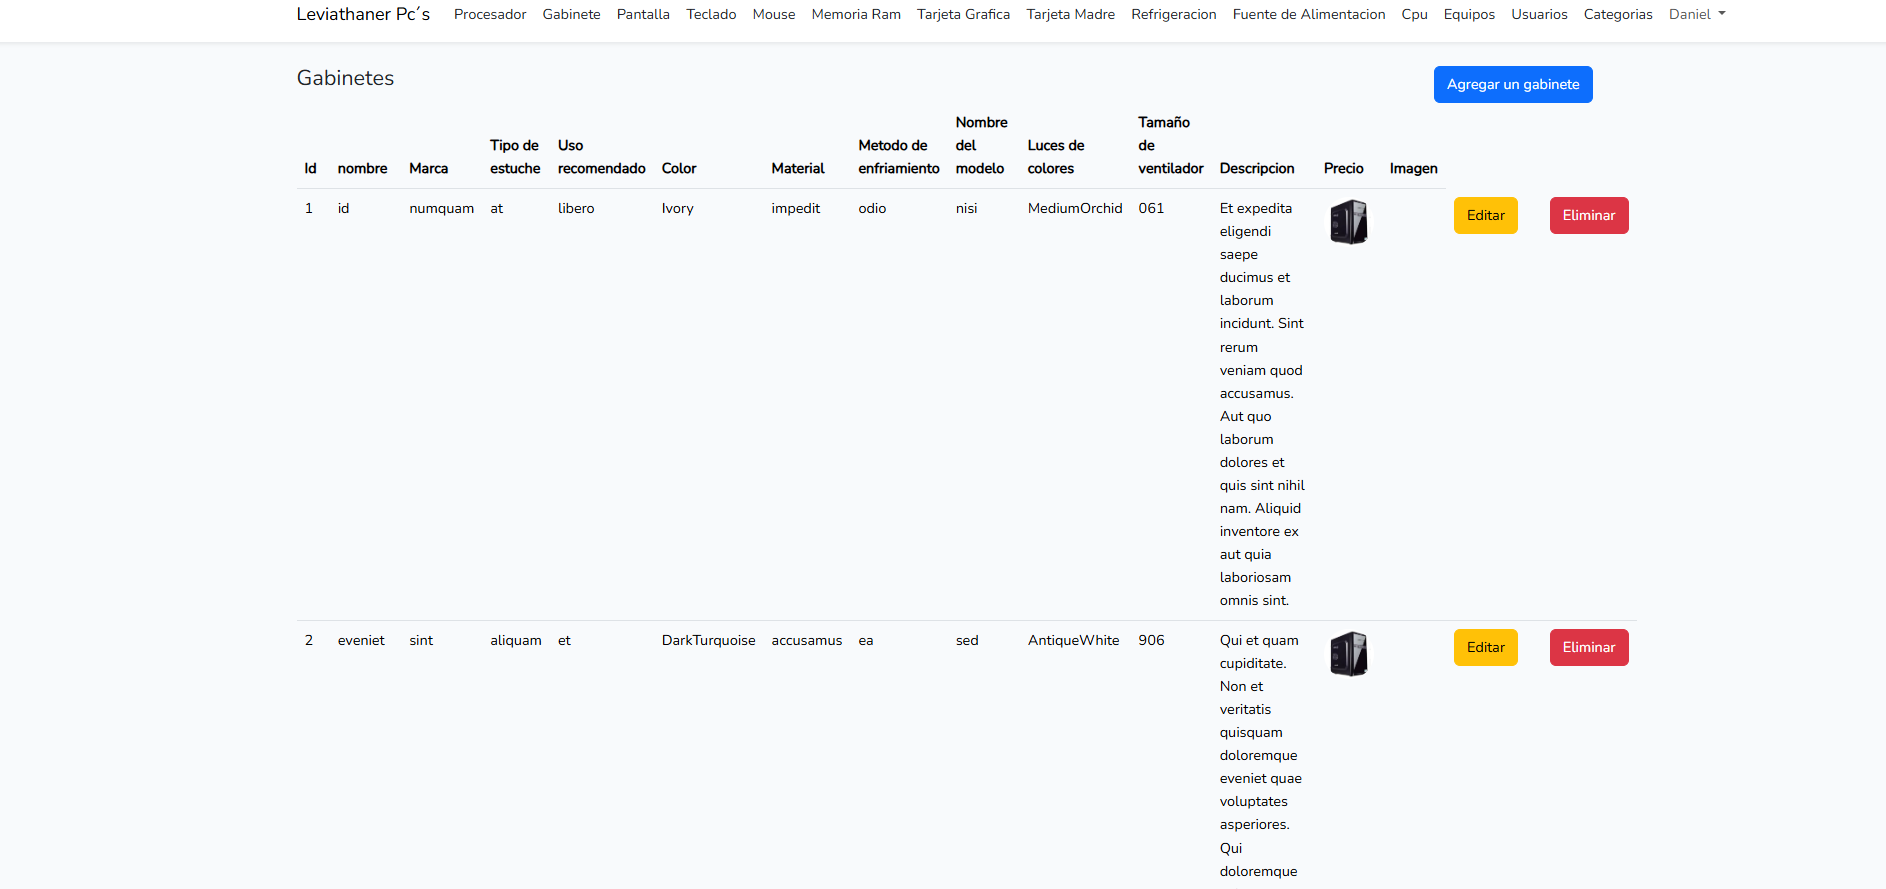 Leviathaner Pc´s Procesador Gabinete Pantalla Teclado Mouse Memoria Ram Tarjeta Grafica Tarjeta Madre Refrigeracion Fuente de Alimentacion Cpu Equipos Usuarios Categorias Daniel
Gabinetes
Agregar un gabinete
Id
nombre
Marca
Tipo de
estuche
Uso
recomendado
Color
Material
Metodo de
enfriamiento
Nombre
del
modelo
Luces de
colores
Tamaño
de
ventilador
Descripcion
Precio
Imagen
1
id
numquam
at
libero
Ivory
impedit
odio
nisi
MediumOrchid
061
Et expedita
eligendi
saepe
ducimus et
laborum
incidunt. Sint
rerum
veniam quod
accusamus.
Aut quo
laborum
dolores et
quis sint nihil
nam. Aliquid
inventore ex
aut quia
laboriosam
omnis sint.
Editar
Eliminar
2
eveniet
sint
aliquam
et
DarkTurquoise
accusamus
ea
sed
AntiqueWhite
906
Qui et quam
cupiditate.
Non et
veritatis
quisquam
doloremque
eveniet quae
voluptates
asperiores.
Qui
doloremque
Editar
Eliminar